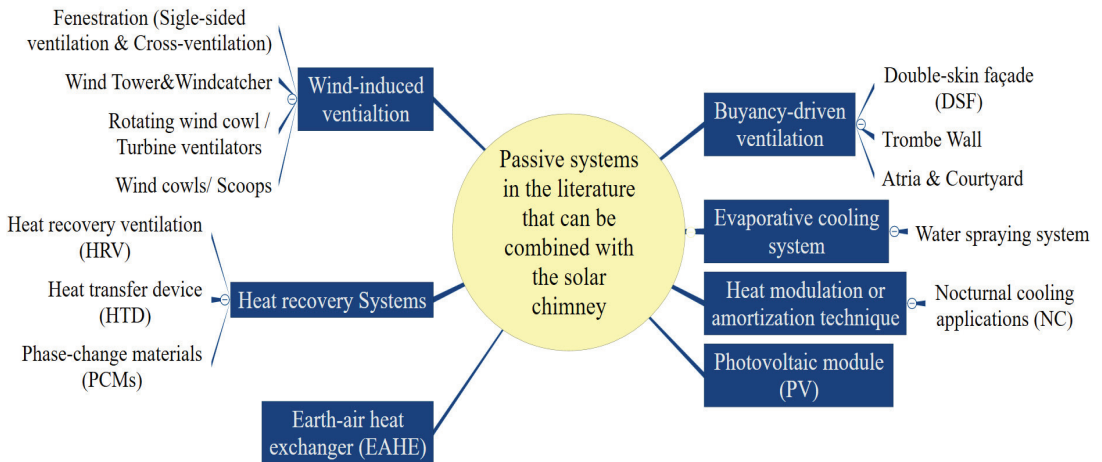 Fenestration (Sigle-sided
ventilation & Cross-ventilation)
Wind Tower&Windcatcher
Rotating wind cowl /
Turbine ventilators
Wind cowls/ Scoops
Wind-induced
ventialtion
Heat recovery ventilation
(HRV)
Heat transfer device
(HTD)
Phase-change materials
(PCMs)
Heat recovery Systems
Earth-air heat
exchanger (EAHE)
Passive systems
in the literature
that can be
combined with
the solar
chimney
Buyancy-driven
ventilation
Double-skin façade
(DSF)
Trombe Wall
Atria & Courtyard
Evaporative cooling
system
Water spraying system
Heat modulation or
amortization technique
Nocturnal cooling
applications (NC)
Photovoltaic module
(PV)